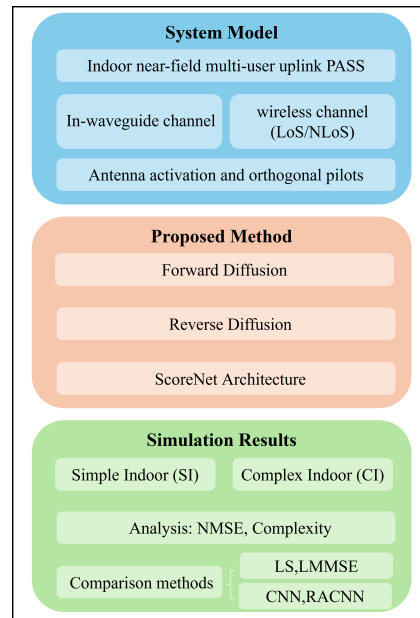 System Model
Indoor near-field multi-user uplink PASS
In-waveguide channel
wireless channel
(LoS/NLoS)
Antenna activation and orthogonal pilots
Proposed Method
Forward Diffusion
Reverse Diffusion
ScoreNet Architecture
Simulation Results
Simple Indoor (SI)
Complex Indoor (CI)
Analysis: NMSE, Complexity
Comparison methods
LS,LMMSE
CNN,RACNN